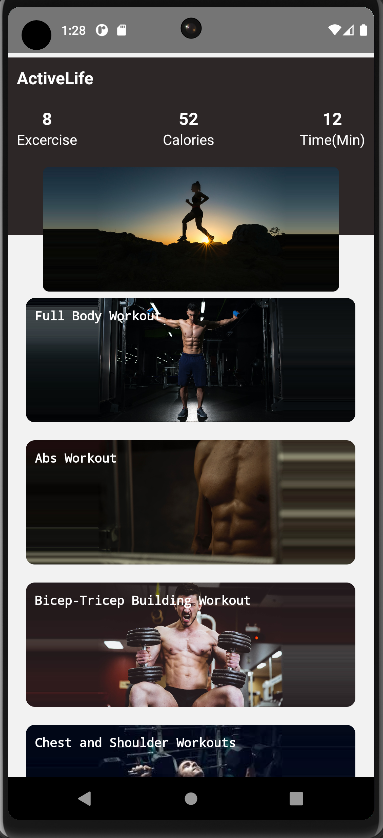 1:28
ActiveLife
8 52 12
Excercise Calories Time(Min)
Full Body Workout
Abs Workout
Bicep-Tricep Building Workout
Chest and Shoulder Workouts